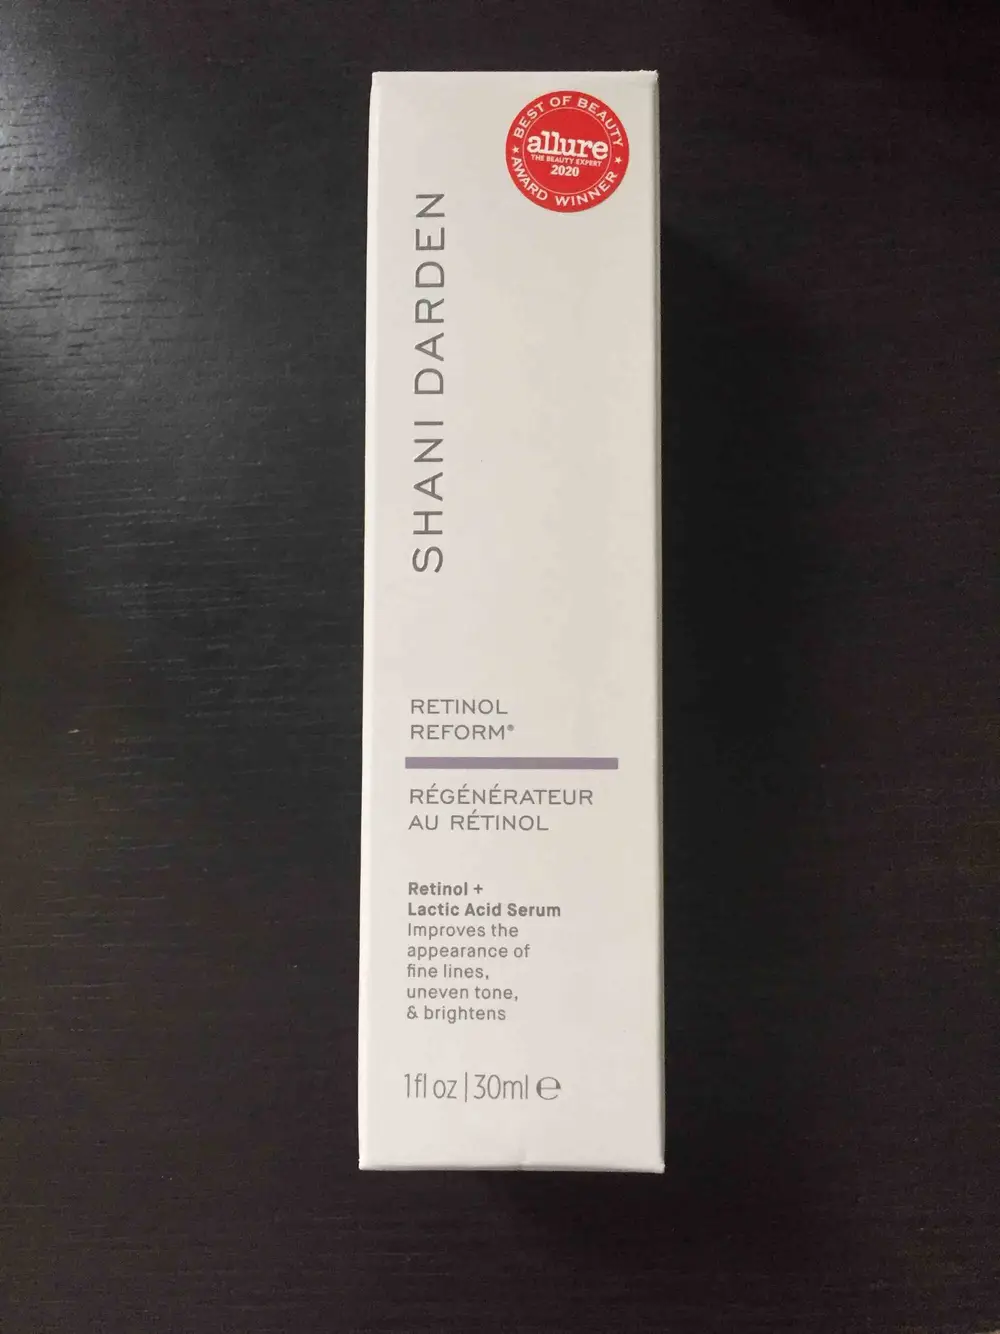 BEST OF BEAUTY
allure
THE BEAUTY EXPERT
2020
AWARD WINNER
SHANI DARDEN
RETINOL
REFORM®
RÉGÉNÉRATEUR
AU RÉTINOL
Retinol +
Lactic Acid Serum
Improves the
appearance of
fine lines,
uneven tone,
& brightens
1fl oz|30ml ℮